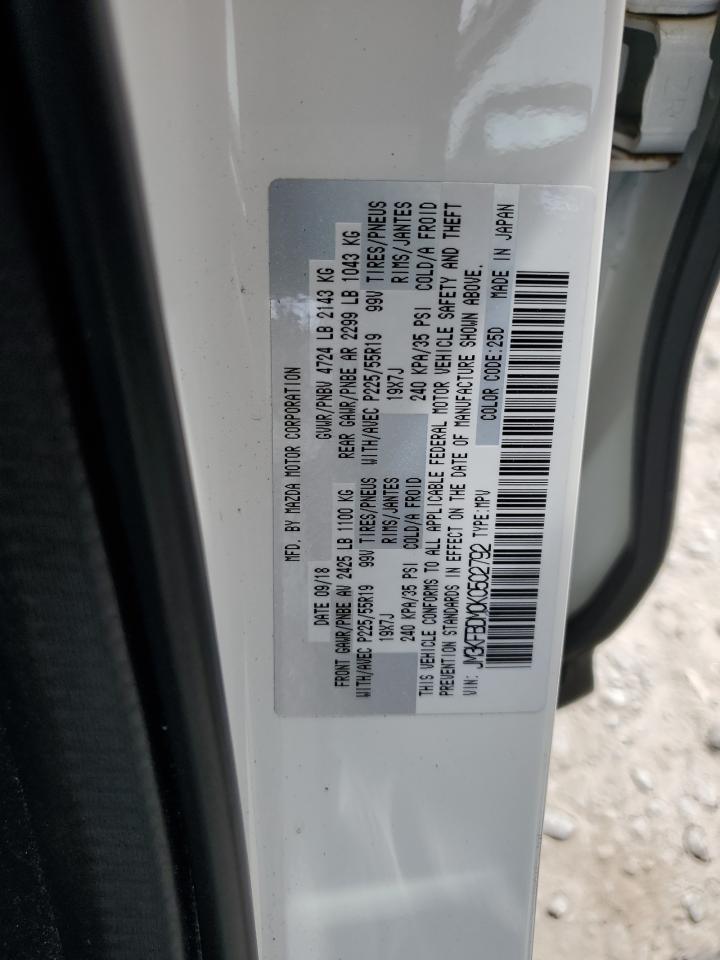 MFD. BY MAZDA MOTOR CORPORATION
DATE 09/18 GVWR/PNBV 4724 LB 2143 KG
FRONT GAWR/PNBE AV 2425 LB 1100 KG REAR GAWR/PNBE AR 2299 LB 1043 KG
WITH/AVEC P225/55R19 99V TIRES/PNEUS WITH/AVEC P225/55R19 99V TIRES/PNEUS
19X7J RIMS/JANTES 19X7J RIMS/JANTES
240 KPA/35 PSI COLD/A FROID 240 KPA/35 PSI COLD/A FROID
THIS VEHICLE CONFORMS TO ALL APPLICABLE FEDERAL MOTOR VEHICLE SAFETY AND THEFT
PREVENTION STANDARDS IN EFFECT ON THE DATE OF MANUFACTURE SHOWN ABOVE.
VIN: JM3KFBDM0K0502792 TYPE:MPV COLOR CODE:25D MADE IN JAPAN